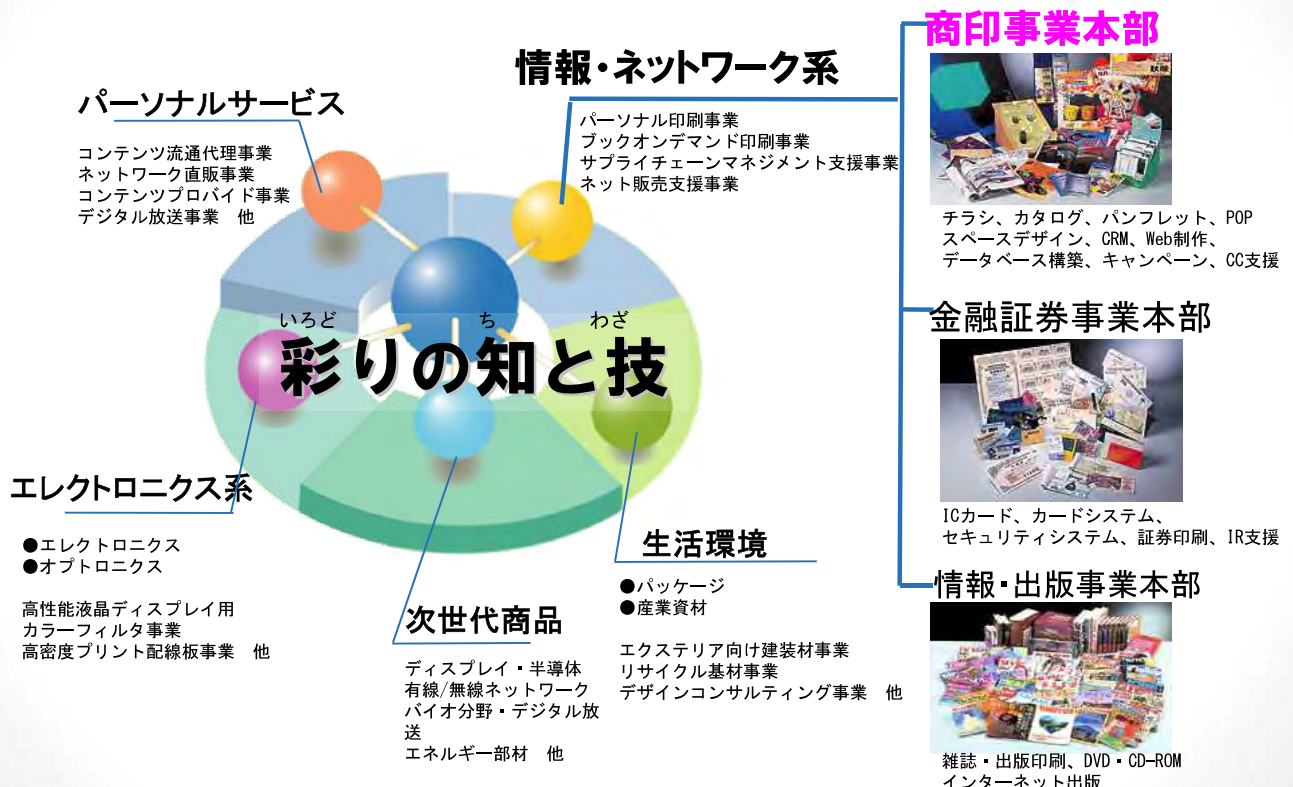 パーソナルサービス
コンテンツ流通代理事業
ネットワーク直販事業
コンテンツプロバイド事業
デジタル放送事業 他
情報・ネットワーク系
パーソナル印刷事業
ブックオンデマンド印刷事業
サプライチェーンマネジメント支援事業
ネット販売支援事業
いろど ち わざ
彩りの知と技
エレクトロニクス系
●エレクトロニクス
●オプトロニクス
高性能液晶ディスプレイ用
カラーフィルタ事業
高密度プリント配線板事業 他
次世代商品
ディスプレイ・半導体
有線/無線ネットワーク
バイオ分野・デジタル放
送
エネルギー部材 他
生活環境
●パッケージ
●産業資材
エクステリア向け建装材事業
リサイクル基材事業
デザインコンサルティング事業 他
商印事業本部
チラシ、カタログ、パンフレット、POP
スペースデザイン、CRM、Web制作、
データベース構築、キャンペーン、CC支援
金融証券事業本部
ICカード、カードシステム、
セキュリティシステム、証券印刷、IR支援
情報・出版事業本部
雑誌・出版印刷、DVD・CD-ROM
インターネット出版